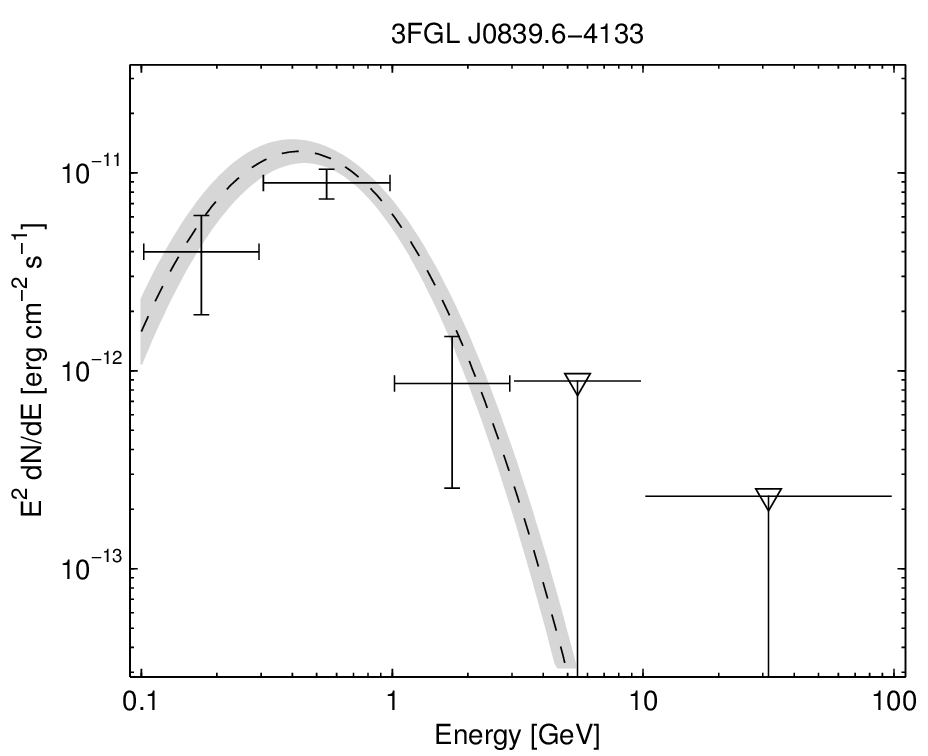 3FGL J0839.6−4133
E² dN/dE [erg cm⁻² s⁻¹]
10⁻¹¹
10⁻¹²
10⁻¹³
0.1 1 10 100
Energy [GeV]